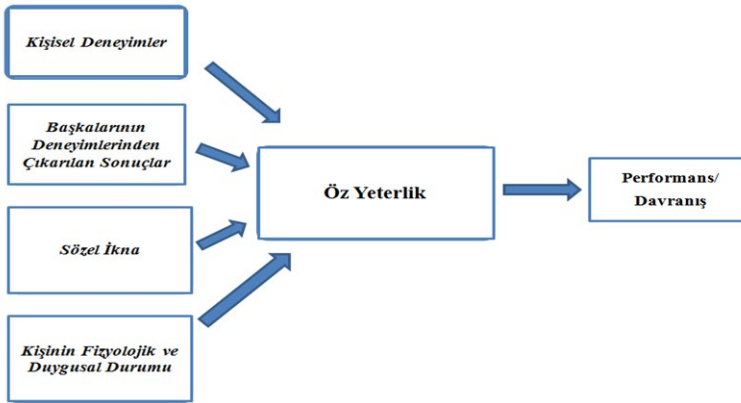 Kişisel Deneyimler
Başkalarının
Deneyimlerinden
Çıkarılan Sonuçlar
Sözel İkna
Kişinin Fizyolojik ve
Duygusal Durumu
Öz Yeterlik
Performans/
Davranış